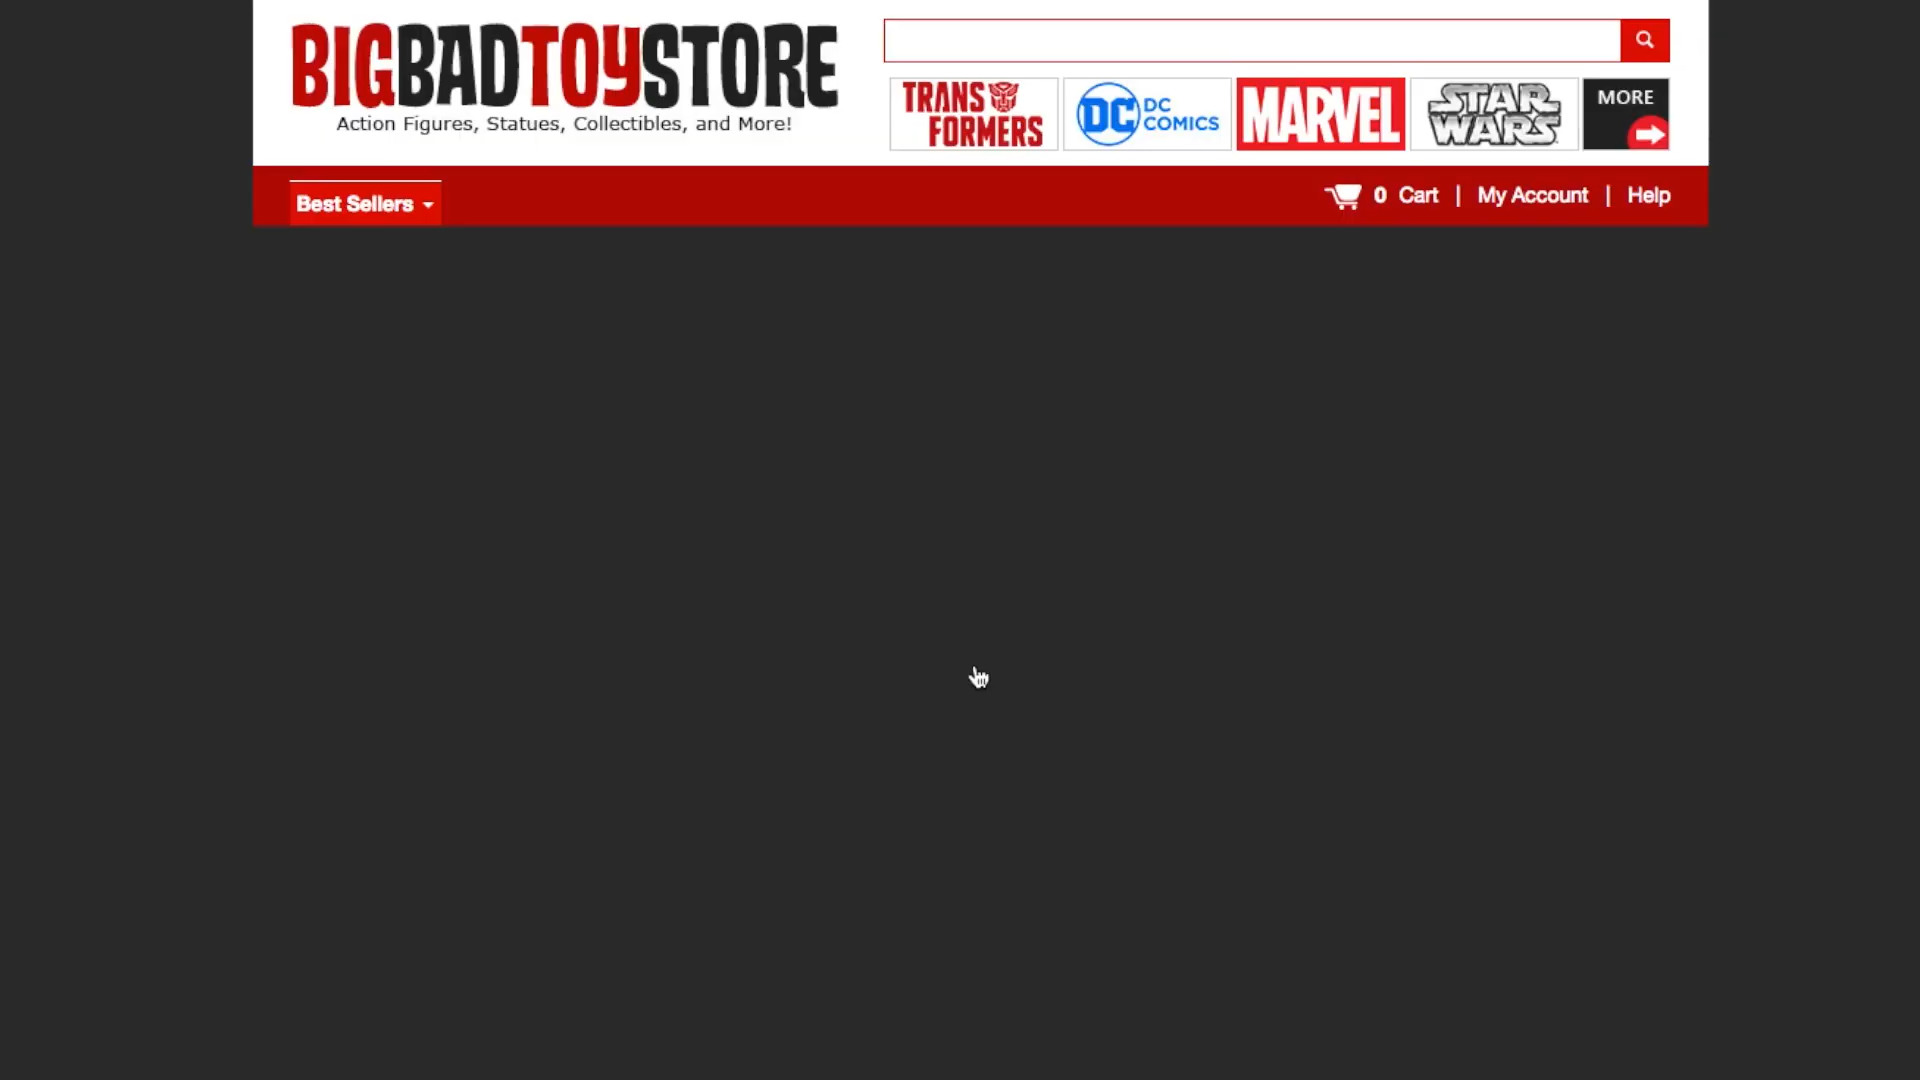 BIGBADTOYSTORE
Action Figures, Statues, Collectibles, and More!
TRANS
FORMERS
DC DC
COMICS
MARVEL
STAR
WARS
MORE
Best Sellers
0 Cart | My Account | Help